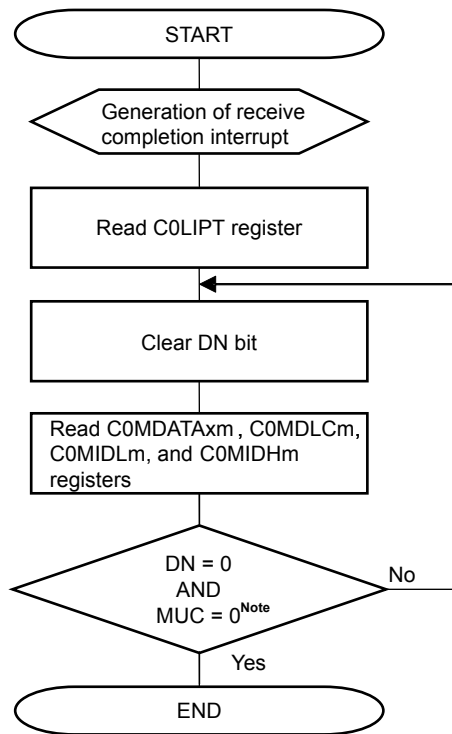 START
Generation of receive
completion interrupt
Read C0LIPT register
Clear DN bit
Read C0MDATAxm , C0MDLCm,
C0MIDLm, and C0MIDHm
registers
DN = 0
AND
MUC = 0Note
No
Yes
END